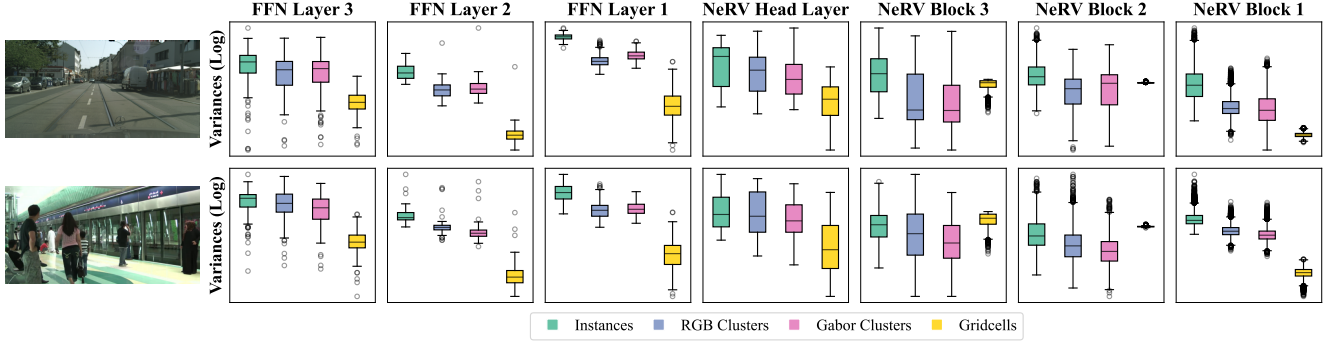 FFN Layer 3 FFN Layer 2 FFN Layer 1 NeRV Head Layer NeRV Block 3 NeRV Block 2 NeRV Block 1
Variances (Log)
Variances (Log)
Instances RGB Clusters Gabor Clusters Gridcells